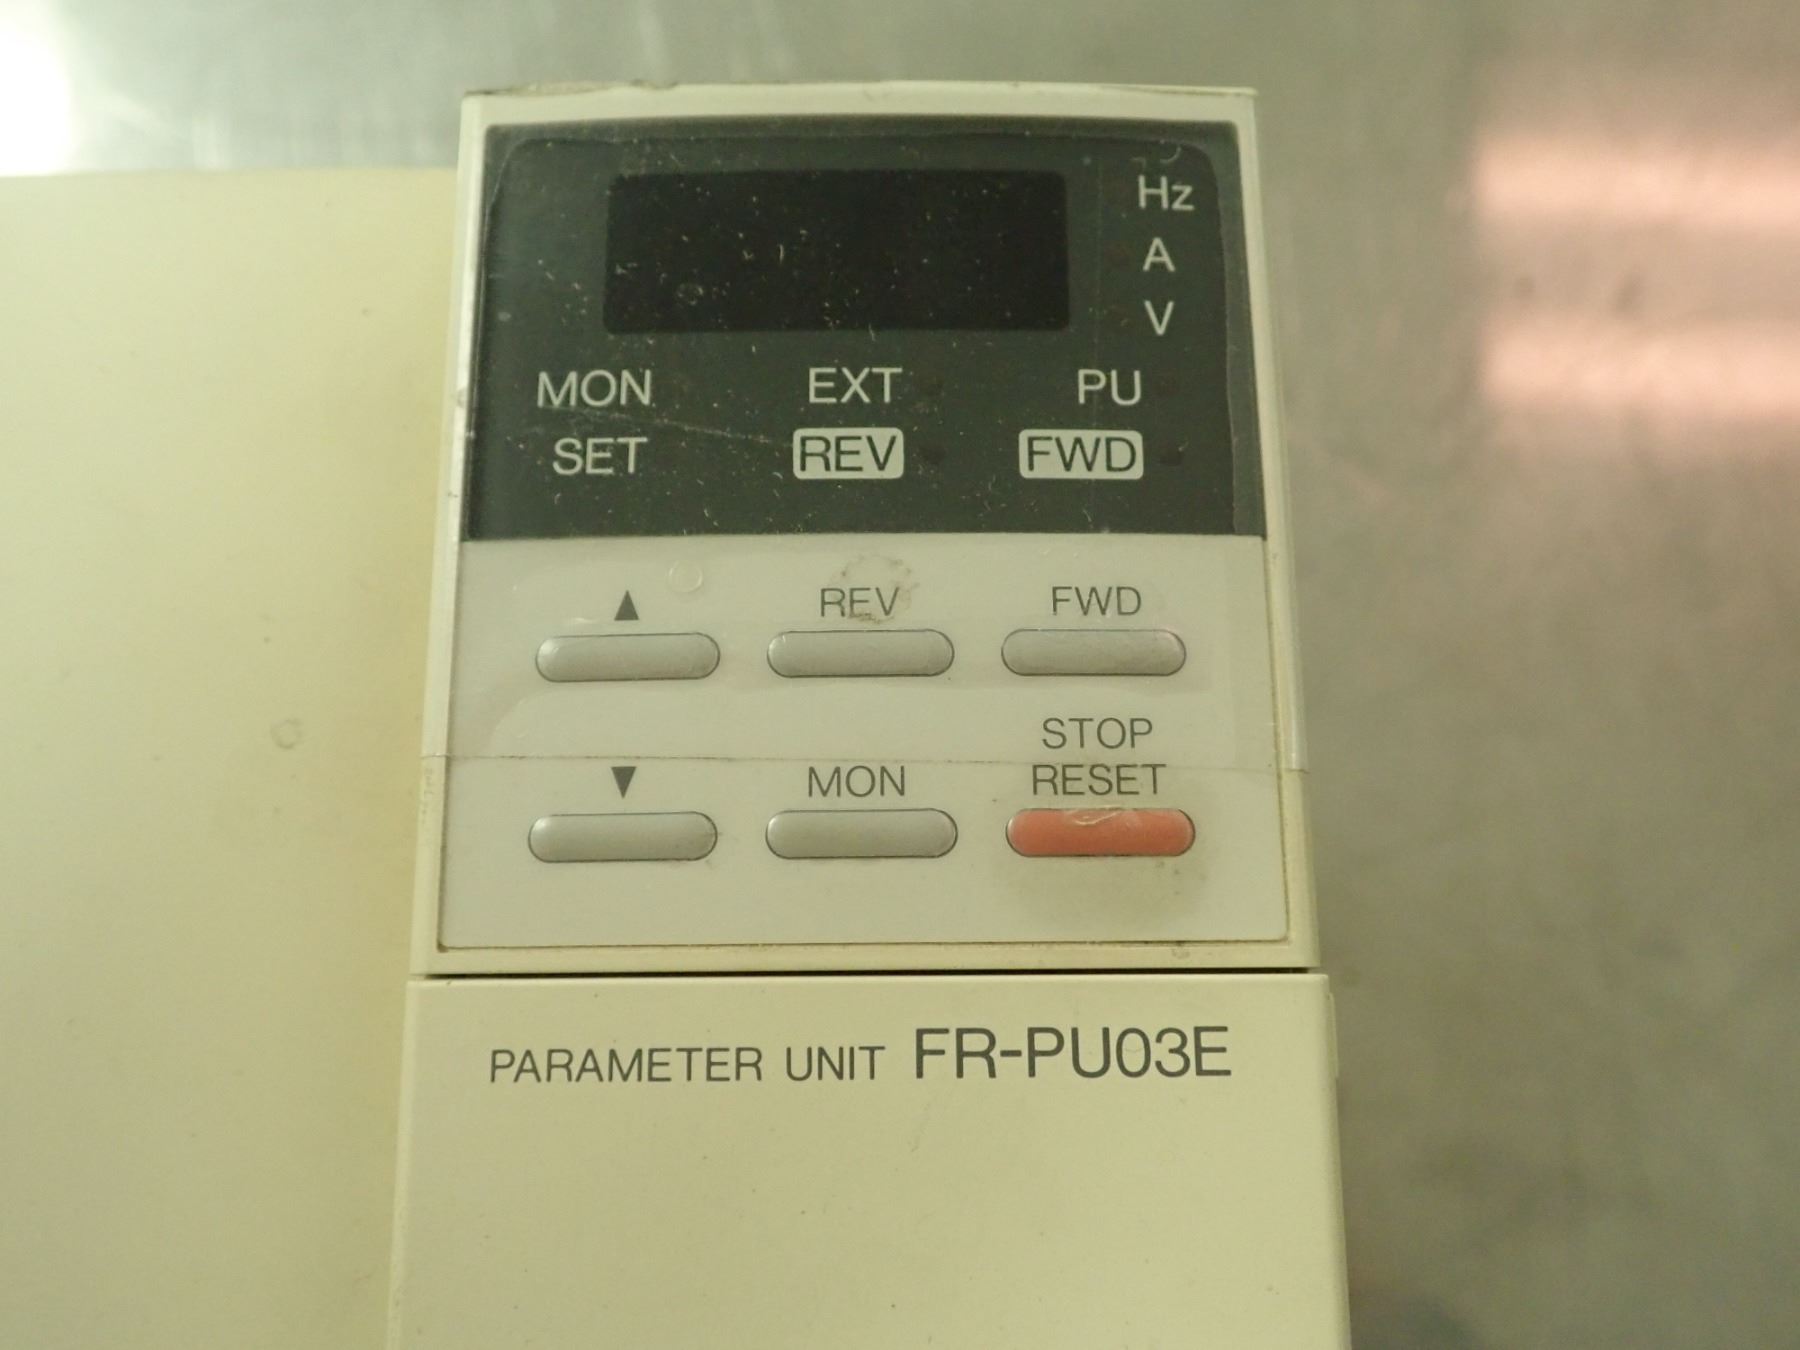 Hz
A
V
MON EXT PU
SET REV FWD
▲ REV FWD
STOP
▼ MON RESET
PARAMETER UNIT FR-PU03E